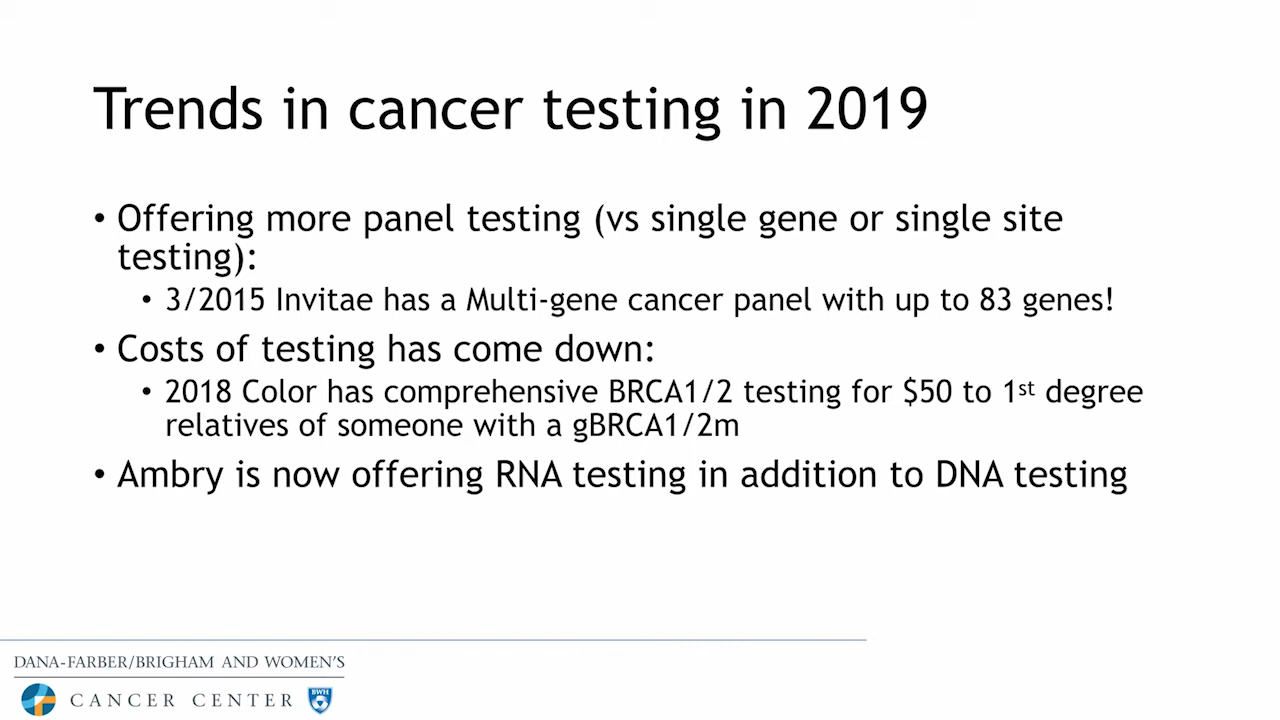 Trends in cancer testing in 2019
• Offering more panel testing (vs single gene or single site
testing):
• 3/2015 Invitae has a Multi-gene cancer panel with up to 83 genes!
• Costs of testing has come down:
• 2018 Color has comprehensive BRCA1/2 testing for $50 to 1st degree
relatives of someone with a gBRCA1/2m
• Ambry is now offering RNA testing in addition to DNA testing
DANA-FARBER/BRIGHAM AND WOMEN'S
CANCER CENTER
BWH